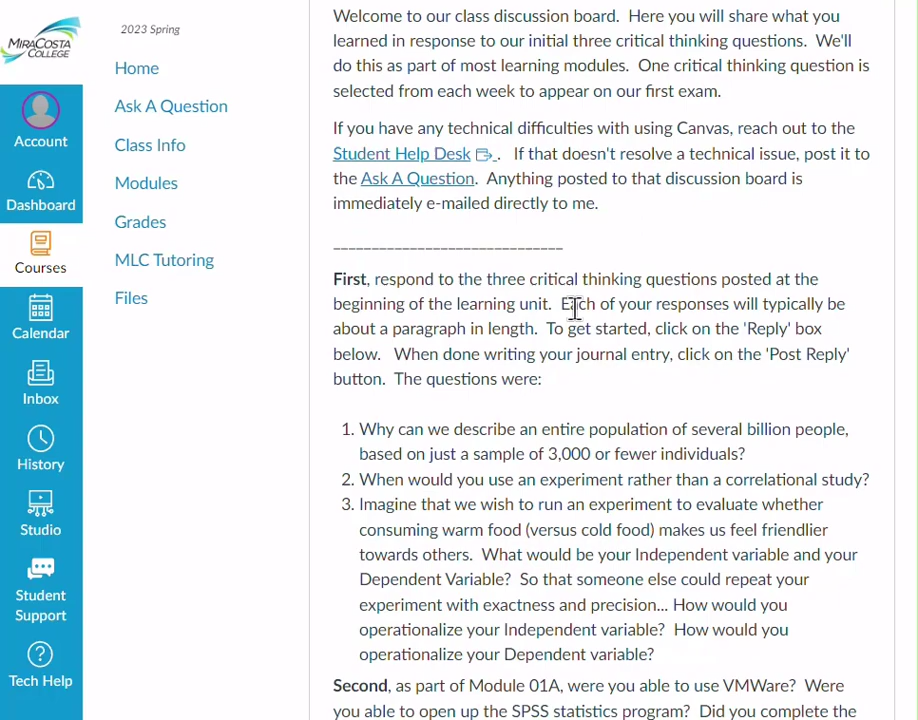 MIRACOSTA
COLLEGE
Account
Dashboard
Courses
Calendar
Inbox
History
Studio
Student
Support
Tech Help
2023 Spring
Home
Ask A Question
Class Info
Modules
Grades
MLC Tutoring
Files
Welcome to our class discussion board.  Here you will share what you
learned in response to our initial three critical thinking questions.  We'll
do this as part of most learning modules.  One critical thinking question is
selected from each week to appear on our first exam.
If you have any technical difficulties with using Canvas, reach out to the
Student Help Desk .   If that doesn't resolve a technical issue, post it to
the Ask A Question.  Anything posted to that discussion board is
immediately e-mailed directly to me.
______________________________
First, respond to the three critical thinking questions posted at the
beginning of the learning unit.  Each of your responses will typically be
about a paragraph in length.  To get started, click on the 'Reply' box
below.   When done writing your journal entry, click on the 'Post Reply'
button.  The questions were:
1. Why can we describe an entire population of several billion people,
based on just a sample of 3,000 or fewer individuals?
2. When would you use an experiment rather than a correlational study?
3. Imagine that we wish to run an experiment to evaluate whether
consuming warm food (versus cold food) makes us feel friendlier
towards others.  What would be your Independent variable and your
Dependent Variable?  So that someone else could repeat your
experiment with exactness and precision... How would you
operationalize your Independent variable?  How would you
operationalize your Dependent variable?
Second, as part of Module 01A, were you able to use VMWare?  Were
you able to open up the SPSS statistics program?  Did you complete the